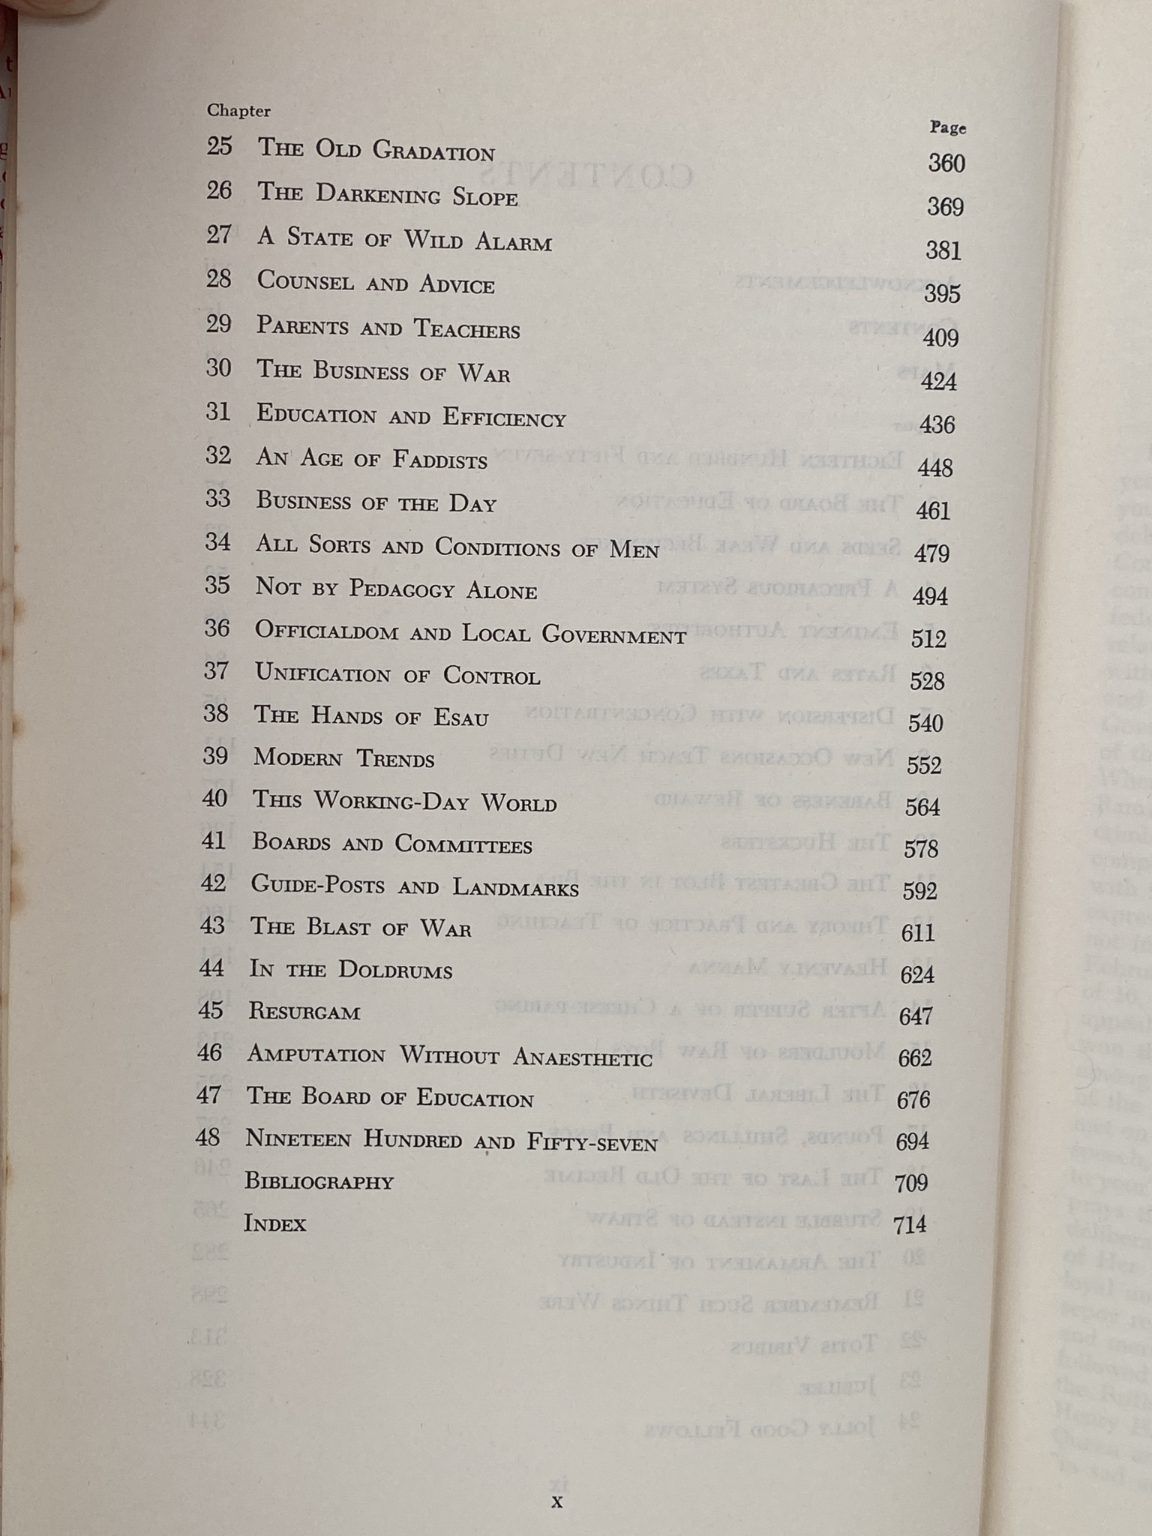 Chapter
Page
25 The Old Gradation 360
26 The Darkening Slope 369
27 A State of Wild Alarm 381
28 Counsel and Advice 395
29 Parents and Teachers 409
30 The Business of War 424
31 Education and Efficiency 436
32 An Age of Faddists 448
33 Business of the Day 461
34 All Sorts and Conditions of Men 479
35 Not by Pedagogy Alone 494
36 Officialdom and Local Government 512
37 Unification of Control 528
38 The Hands of Esau 540
39 Modern Trends 552
40 This Working-Day World 564
41 Boards and Committees 578
42 Guide-Posts and Landmarks 592
43 The Blast of War 611
44 In the Doldrums 624
45 Resurgam 647
46 Amputation Without Anaesthetic 662
47 The Board of Education 676
48 Nineteen Hundred and Fifty-seven 694
Bibliography 709
Index 714
x